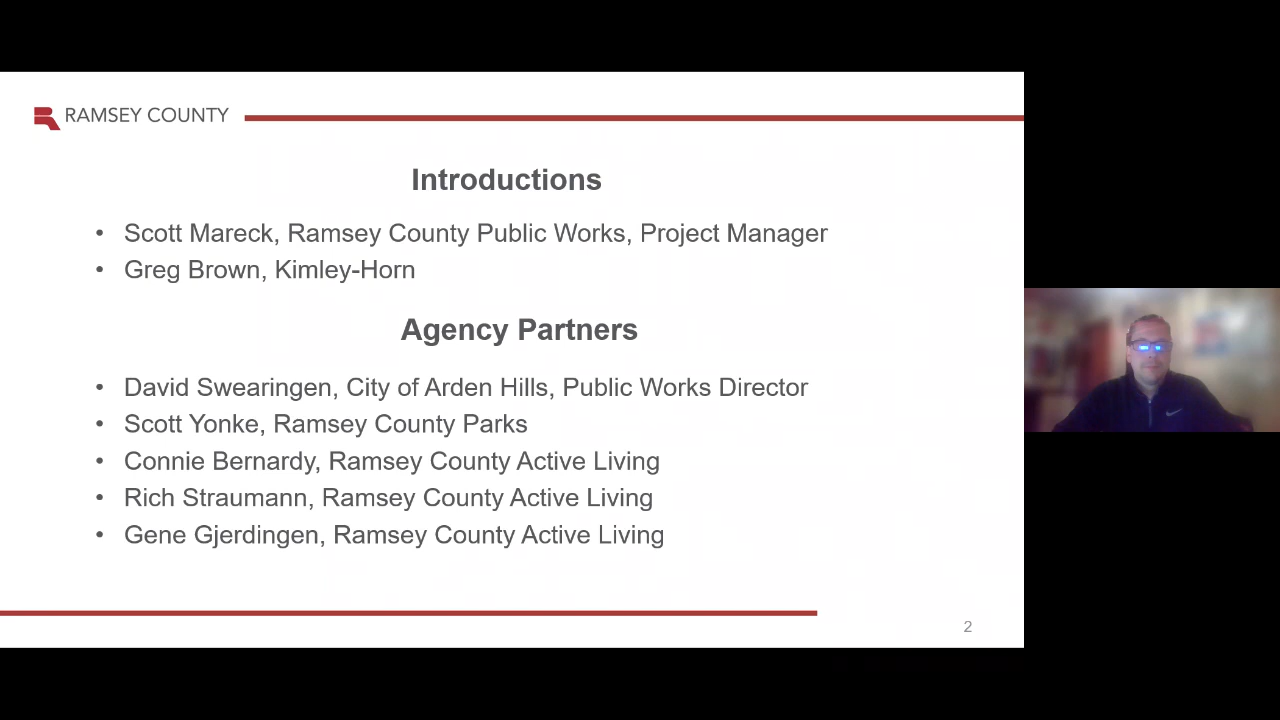 RAMSEY COUNTY
Introductions
• Scott Mareck, Ramsey County Public Works, Project Manager
• Greg Brown, Kimley-Horn
Agency Partners
• David Swearingen, City of Arden Hills, Public Works Director
• Scott Yonke, Ramsey County Parks
• Connie Bernardy, Ramsey County Active Living
• Rich Straumann, Ramsey County Active Living
• Gene Gjerdingen, Ramsey County Active Living
2